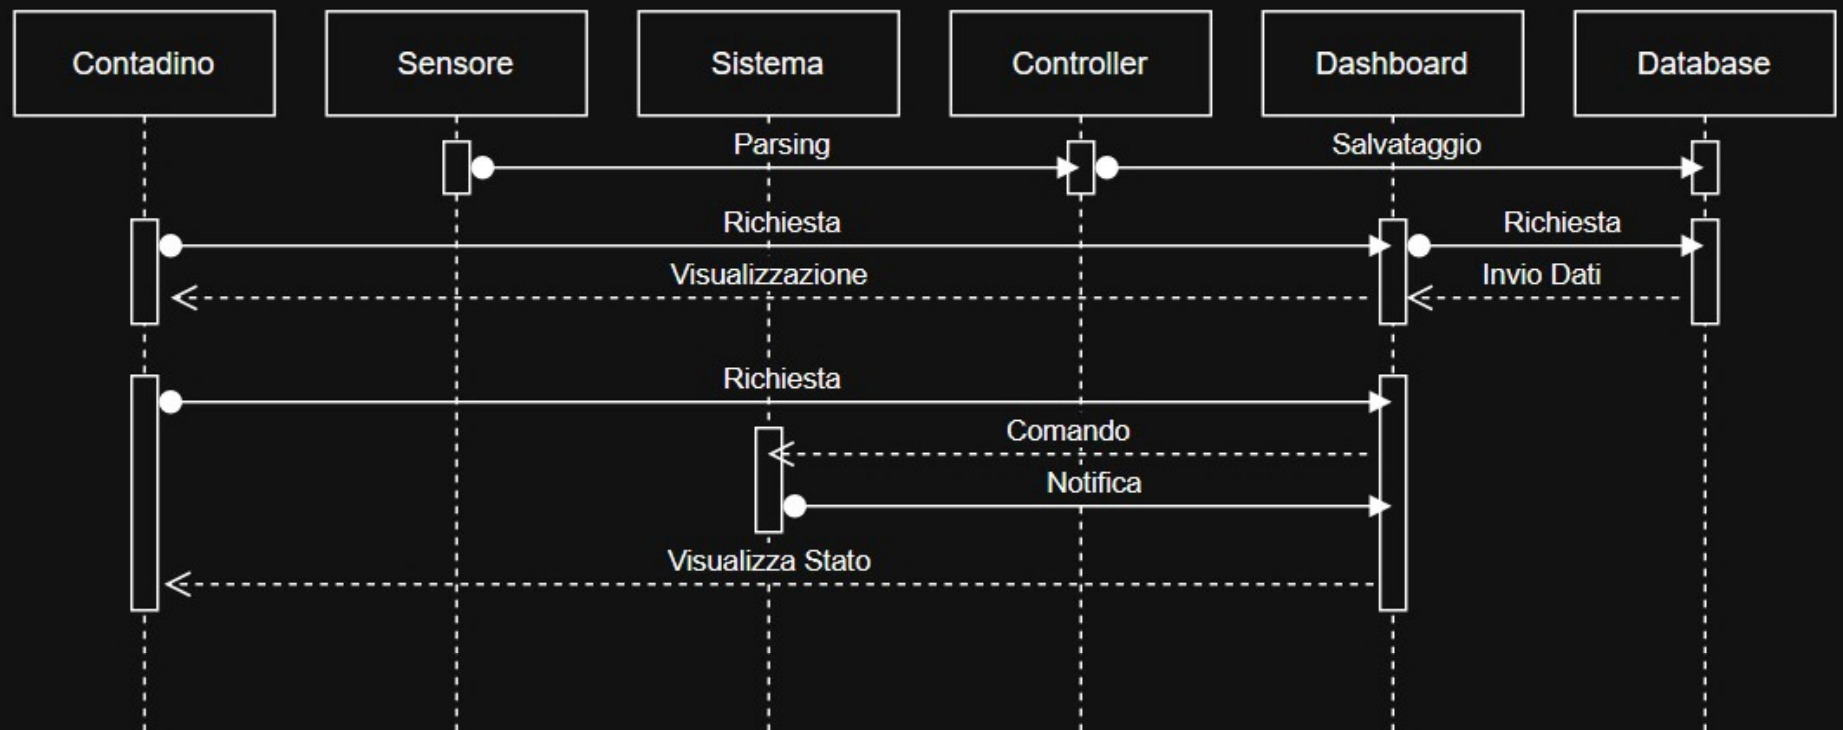 Contadino
Sensore
Sistema
Controller
Dashboard
Database
Parsing
Salvataggio
Richiesta
Richiesta
Visualizzazione
Invio Dati
Richiesta
Comando
Notifica
Visualizza Stato